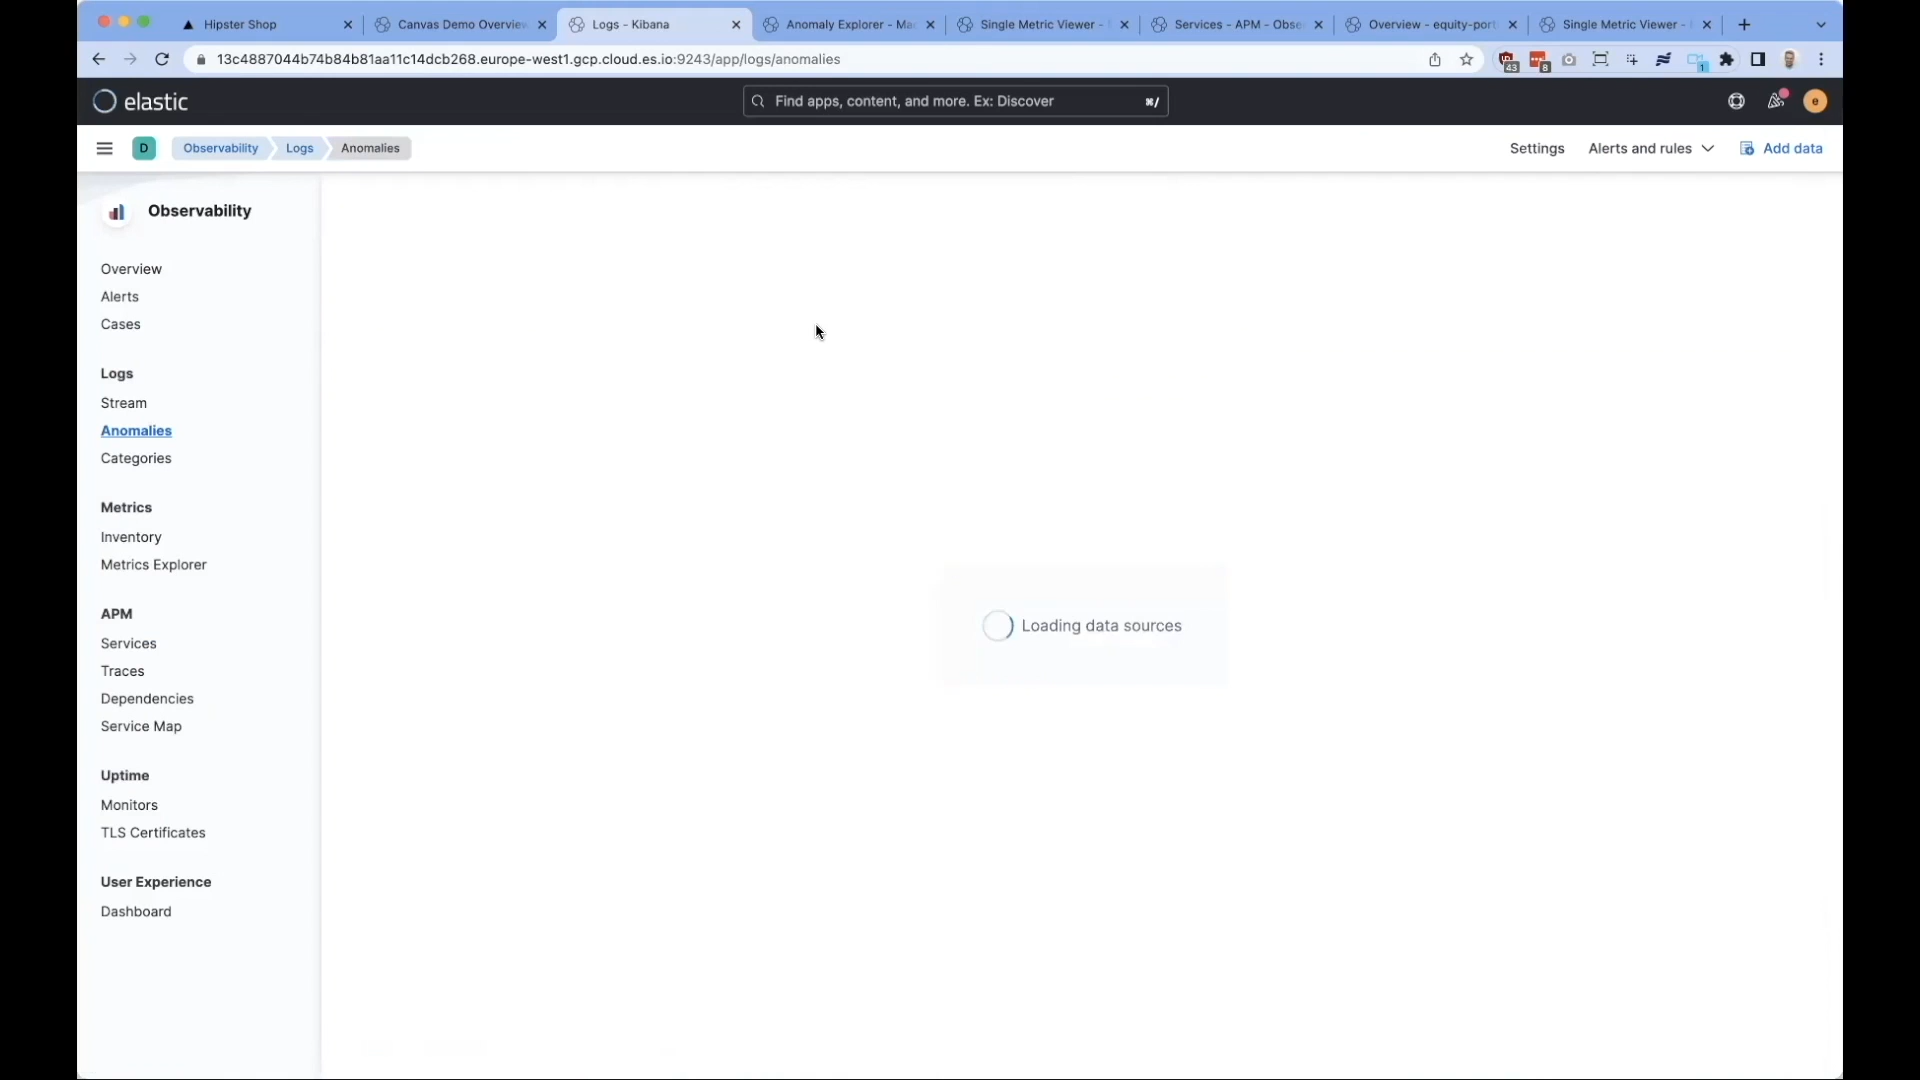 Hipster Shop
Canvas Demo Overview
Logs - Kibana
Anomaly Explorer - Mac
Single Metric Viewer -
Services - APM - Obse
Overview - equity-port
Single Metric Viewer -
13c4887044b74b84b81aa11c14dcb268.europe-west1.gcp.cloud.es.io:9243/app/logs/anomalies
43
8
1
elastic
Find apps, content, and more. Ex: Discover
⌘/
e
D
Observability
Logs
Anomalies
Settings
Alerts and rules
Add data
Observability
Overview
Alerts
Cases
Logs
Stream
Anomalies
Categories
Metrics
Inventory
Metrics Explorer
APM
Services
Traces
Dependencies
Service Map
Uptime
Monitors
TLS Certificates
User Experience
Dashboard
Loading data sources